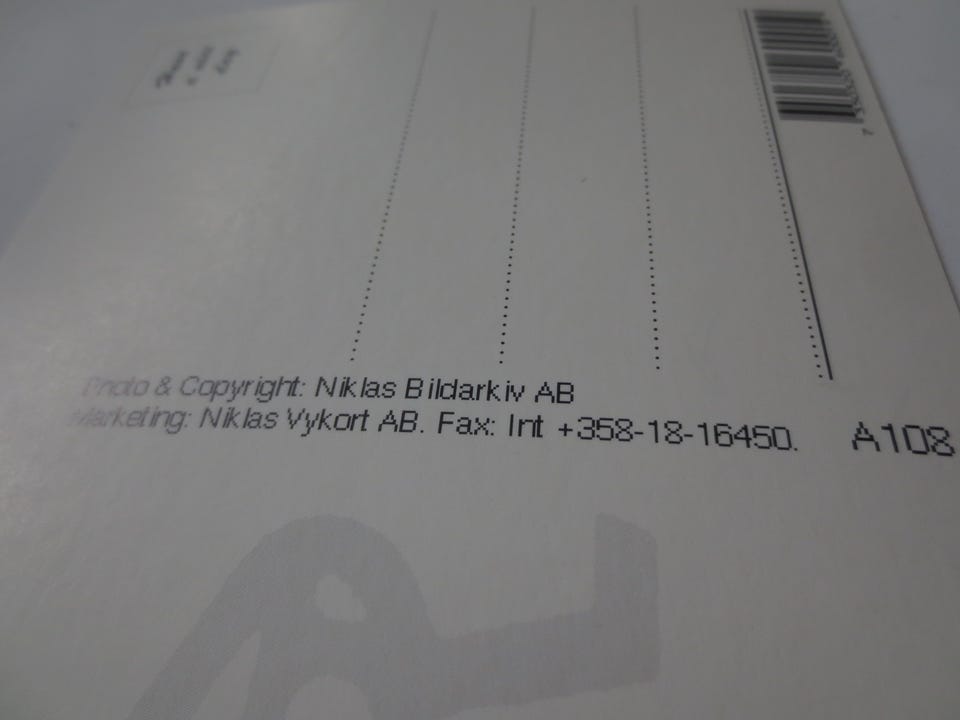 Photo & Copyright: Niklas Bildarkiv AB
Marketing: Niklas Vykort AB. Fax: Int +358-18-16450.
A108